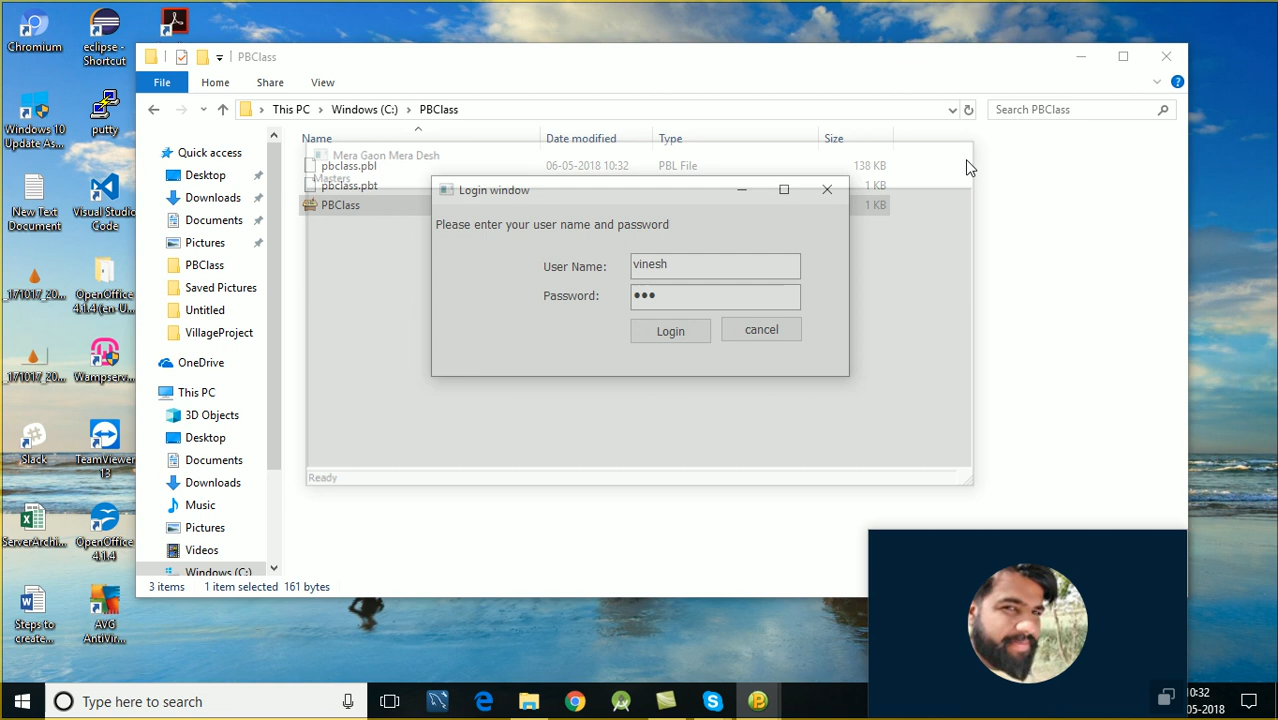 Chromium
eclipse -
Shortcut
Windows 10
Update As...
putty
New Text
Document
Visual Studio
Code
_171017_20...
OpenOffice
4.1.4 (en-U...
_171017_20...
Wampserv...
Slack
TeamViewer
13
ServerArchi...
OpenOffice
4.1.4
Steps to
create...
AVG
AntiVir...
PBClass
File Home Share View
This PC > Windows (C:) > PBClass
Search PBClass
Name Date modified Type Size
pbclass.pbl 06-05-2018 10:32 PBL File 138 KB
pbclass.pbt 1 KB
PBClass 1 KB
Quick access
Desktop
Downloads
Documents
Pictures
PBClass
Saved Pictures
Untitled
VillageProject
OneDrive
This PC
3D Objects
Desktop
Documents
Downloads
Music
Pictures
Videos
Windows (C:)
3 items 1 item selected 161 bytes
Mera Gaon Mera Desh
Masters
Ready
Login window
Please enter your user name and password
User Name: vinesh
Password: ●●●
Login cancel
Type here to search
10:32
05-2018